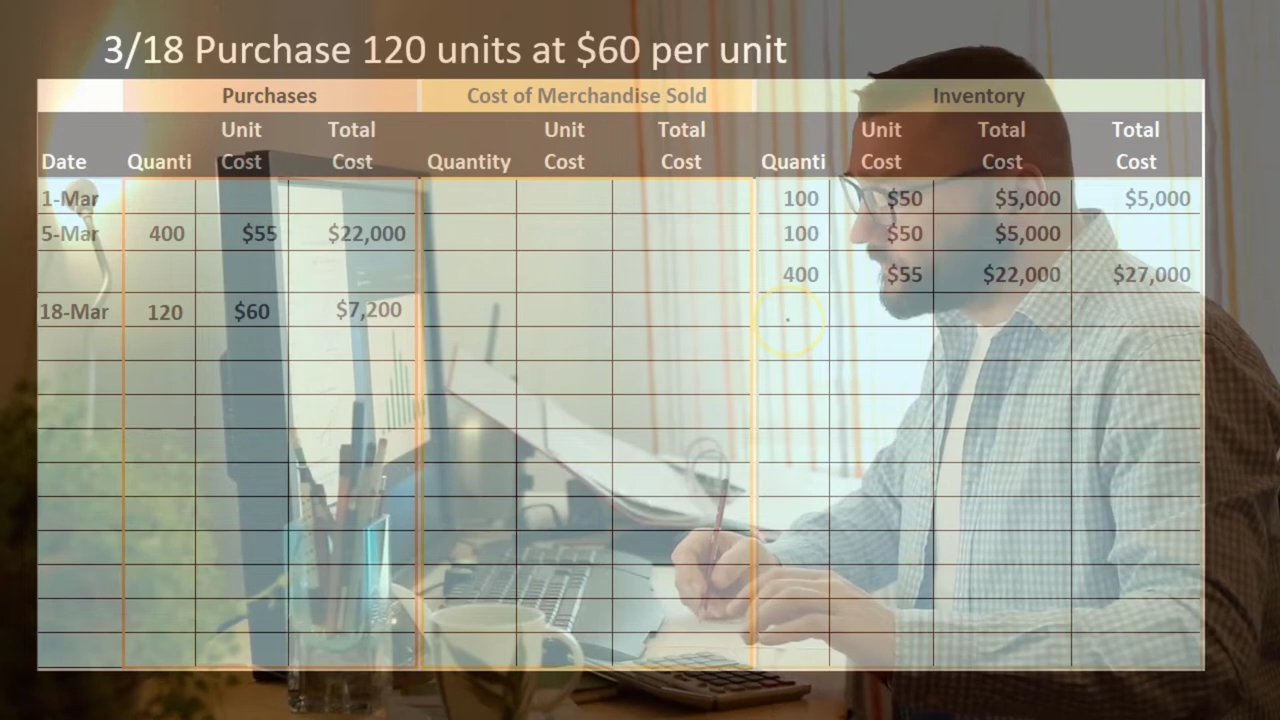 3/18 Purchase 120 units at $60 per unit
Purchases Cost of Merchandise Sold Inventory
Unit Total Unit Total Unit Total Total
Date Quanti Cost Cost Quantity Cost Cost Quanti Cost Cost Cost
1-Mar 100 $50 $5,000 $5,000
5-Mar 400 $55 $22,000 100 $50 $5,000
400 $55 $22,000 $27,000
18-Mar 120 $60 $7,200